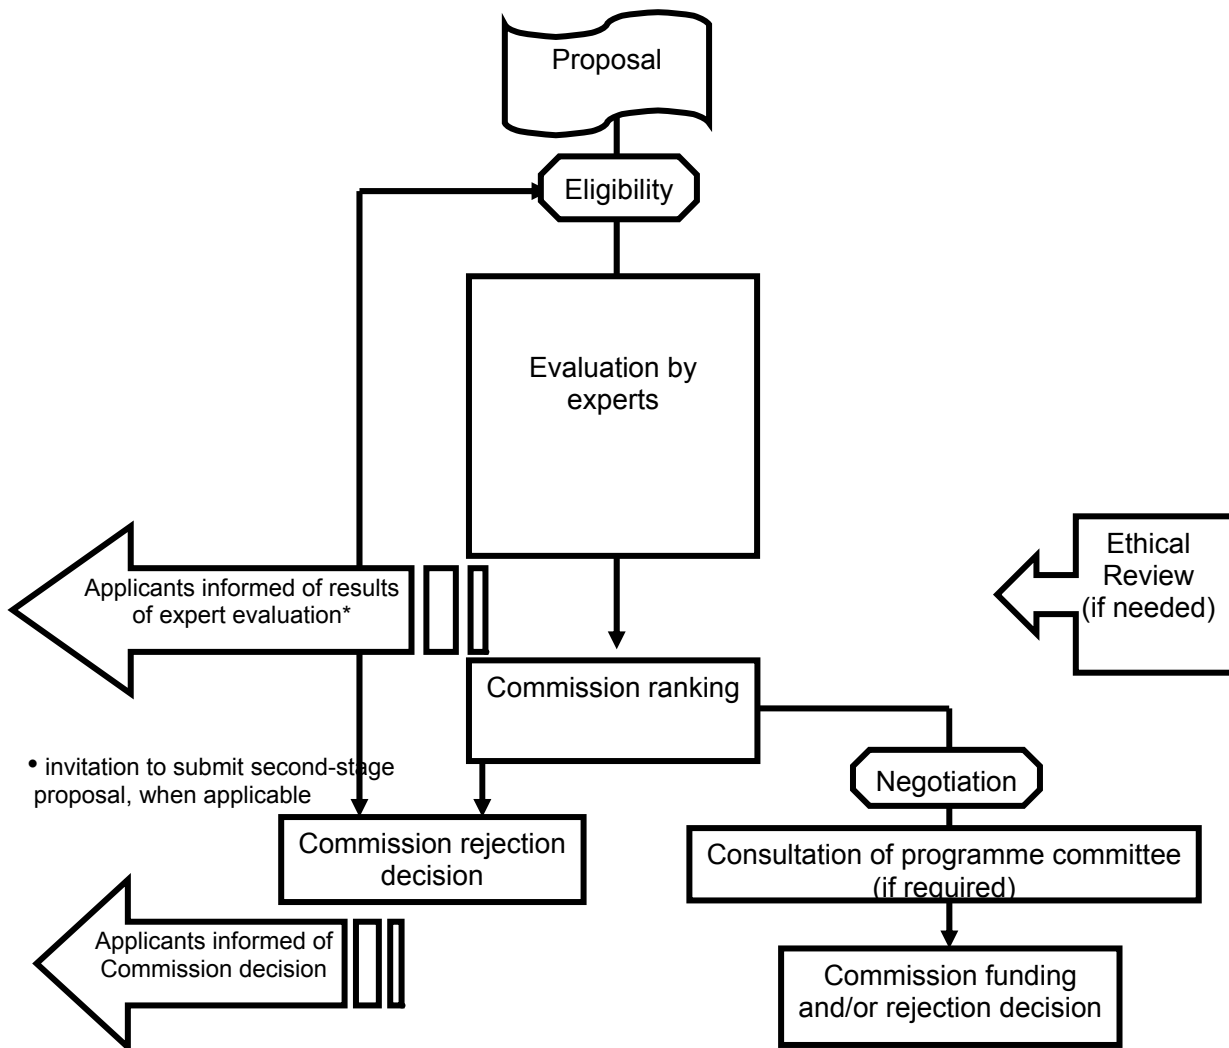 Proposal
Eligibility
Evaluation by
experts
Ethical
Review
(if needed)
Applicants informed of results
of expert evaluation*
Commission ranking
• invitation to submit second-stage
proposal, when applicable
Negotiation
Commission rejection
decision
Consultation of programme committee
(if required)
Applicants informed of
Commission decision
Commission funding
and/or rejection decision